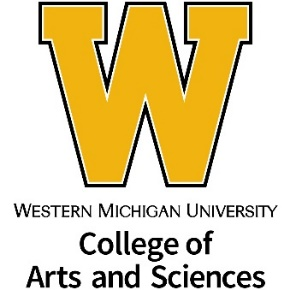 W
WESTERN MICHIGAN UNIVERSITY
College of
Arts and Sciences